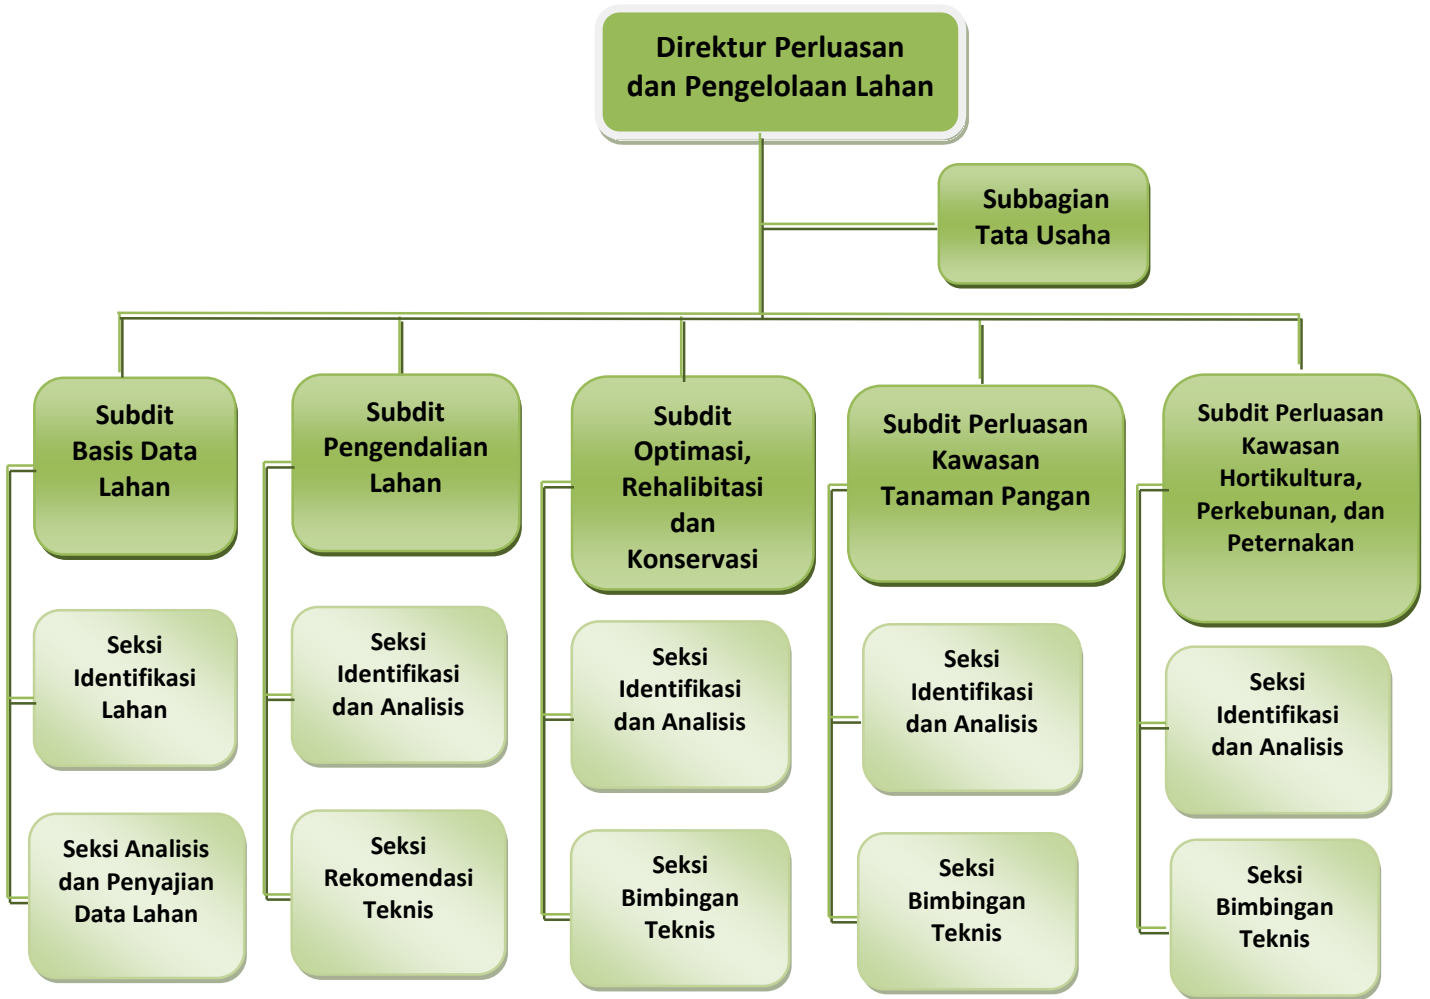 Direktur Perluasan
dan Pengelolaan Lahan
Subbagian
Tata Usaha
Subdit
Basis Data
Lahan
Subdit
Pengendalian
Lahan
Subdit
Optimasi,
Rehalibitasi
dan
Konservasi
Subdit Perluasan
Kawasan
Tanaman Pangan
Subdit Perluasan
Kawasan
Hortikultura,
Perkebunan, dan
Peternakan
Seksi
Identifikasi
Lahan
Seksi
Identifikasi
dan Analisis
Seksi
Identifikasi
dan Analisis
Seksi
Identifikasi
dan Analisis
Seksi
Identifikasi
dan Analisis
Seksi Analisis
dan Penyajian
Data Lahan
Seksi
Rekomendasi
Teknis
Seksi
Bimbingan
Teknis
Seksi
Bimbingan
Teknis
Seksi
Bimbingan
Teknis